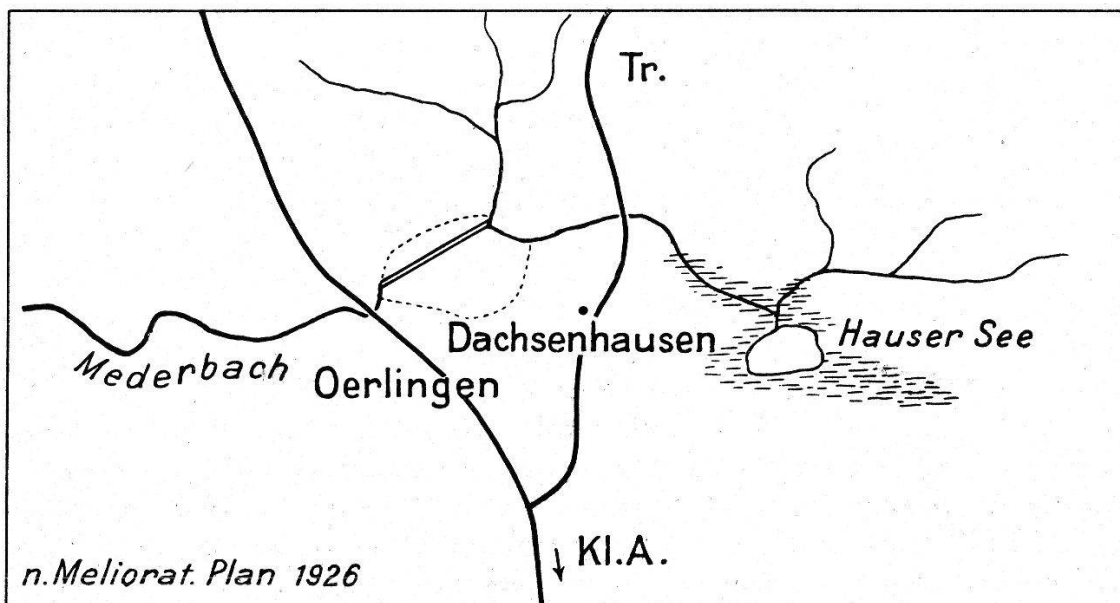 Tr.
Hauser See
Dachsenhausen
Mederbach
Oerlingen
Kl.A.
n. Meliorat. Plan 1926